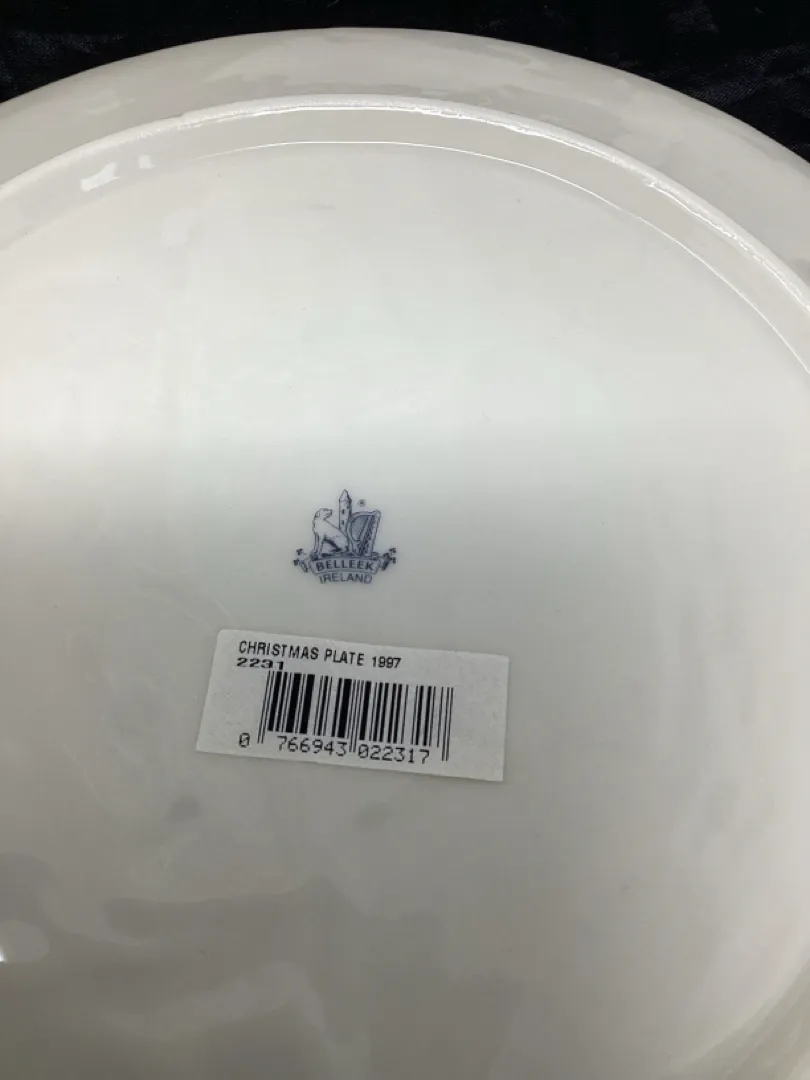 ®
BELLEEK
IRELAND
CHRISTMAS PLATE 1997
2231
0 766943 022317